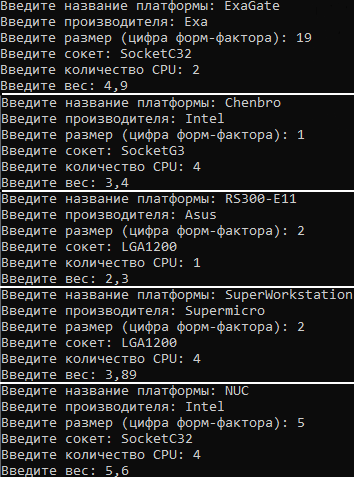 Введите название платформы: ExaGate
Введите производителя: Exa
Введите размер (цифра форм-фактора): 19
Введите сокет: SocketC32
Введите количество CPU: 2
Введите вес: 4,9
Введите название платформы: Chenbro
Введите производителя: Intel
Введите размер (цифра форм-фактора): 1
Введите сокет: SocketG3
Введите количество CPU: 4
Введите вес: 3,4
Введите название платформы: RS300-E11
Введите производителя: Asus
Введите размер (цифра форм-фактора): 2
Введите сокет: LGA1200
Введите количество CPU: 1
Введите вес: 2,3
Введите название платформы: SuperWorkstation
Введите производителя: Supermicro
Введите размер (цифра форм-фактора): 2
Введите сокет: LGA1200
Введите количество CPU: 4
Введите вес: 3,89
Введите название платформы: NUC
Введите производителя: Intel
Введите размер (цифра форм-фактора): 5
Введите сокет: SocketC32
Введите количество CPU: 4
Введите вес: 5,6